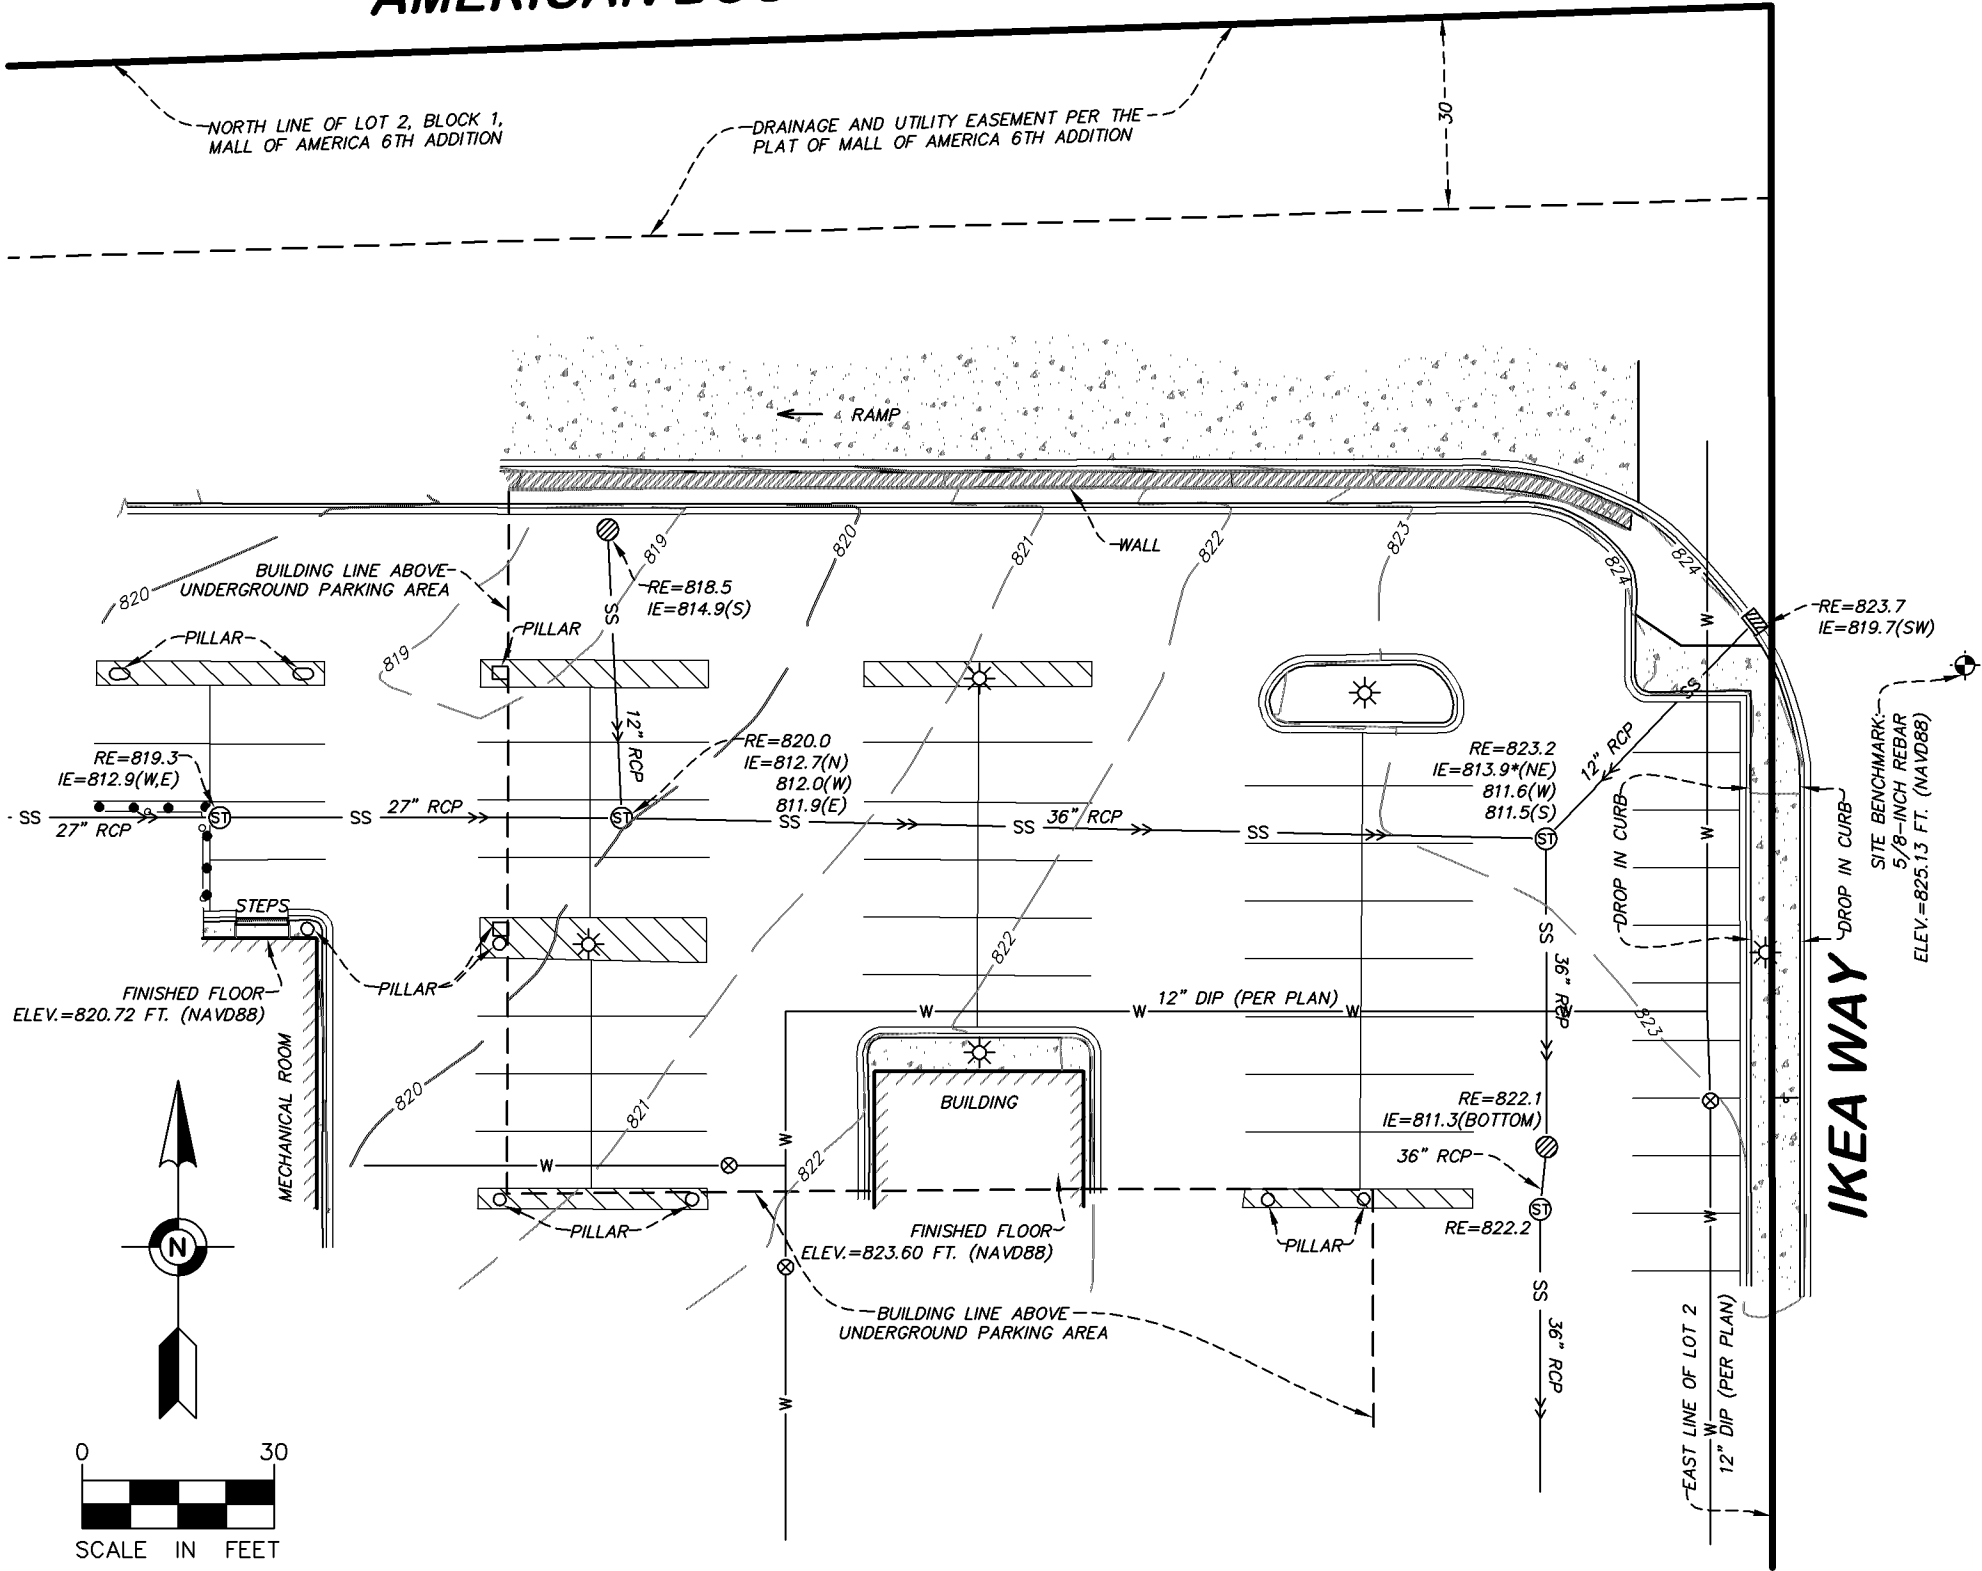 NORTH LINE OF LOT 2, BLOCK 1,
MALL OF AMERICA 6TH ADDITION
DRAINAGE AND UTILITY EASEMENT PER THE
PLAT OF MALL OF AMERICA 6TH ADDITION
30
RAMP
WALL
819
820
821
822
823
824
824
BUILDING LINE ABOVE
UNDERGROUND PARKING AREA
820
RE=818.5
IE=814.9(S)
SS
RE=823.7
IE=819.7(SW)
W
PILLAR
PILLAR
819
SS
12" RCP
12" RCP
RE=819.3
IE=812.9(W,E)
RE=820.0
IE=812.7(N)
812.0(W)
811.9(E)
RE=823.2
IE=813.9*(NE)
811.6(W)
811.5(S)
SITE BENCHMARK:
5/8-INCH REBAR
ELEV.=825.13 FT. (NAVD88)
DROP IN CURB
DROP IN CURB
SS
27" RCP
ST
SS
27" RCP
ST
SS
SS
36" RCP
SS
ST
W
STEPS
PILLAR
FINISHED FLOOR
ELEV.=820.72 FT. (NAVD88)
MECHANICAL ROOM
822
SS
36" RCP
W
W
12" DIP (PER PLAN)
W
W
823
IKEA WAY
820
821
822
BUILDING
RE=822.1
IE=811.3(BOTTOM)
36" RCP
W
W
N
PILLAR
FINISHED FLOOR
ELEV.=823.60 FT. (NAVD88)
PILLAR
ST
RE=822.2
W
SS
36" RCP
BUILDING LINE ABOVE
UNDERGROUND PARKING AREA
W
EAST LINE OF LOT 2
W
12" DIP (PER PLAN)
0 30
SCALE IN FEET